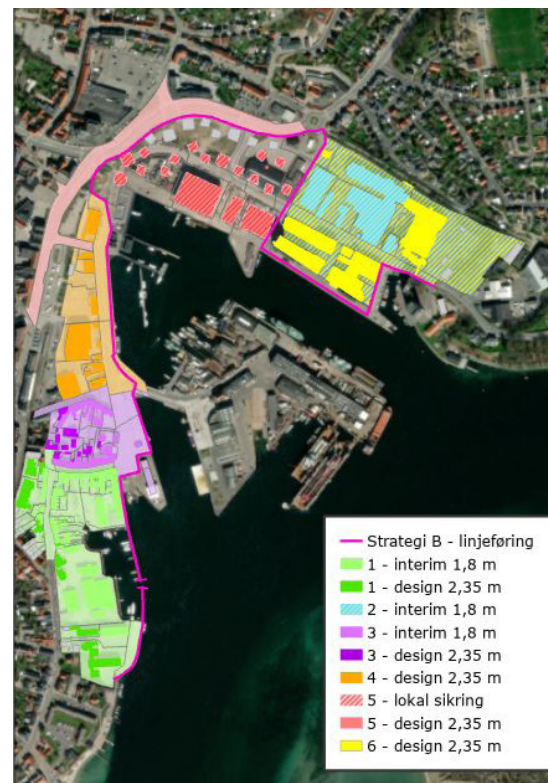 Strategi B - linjeføring
1 - interim 1,8 m
1 - design 2,35 m
2 - interim 1,8 m
3 - interim 1,8 m
3 - design 2,35 m
4 - design 2,35 m
5 - lokal sikring
5 - design 2,35 m
6 - design 2,35 m